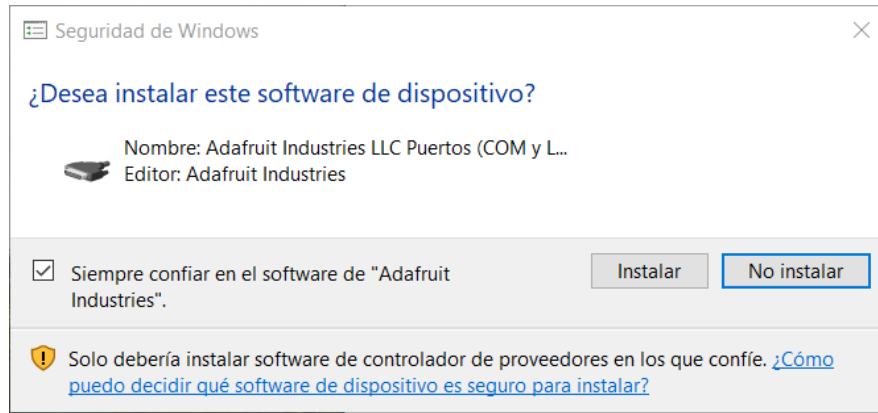 Seguridad de Windows
¿Desea instalar este software de dispositivo?
Nombre: Adafruit Industries LLC Puertos (COM y L...
Editor: Adafruit Industries
Siempre confiar en el software de "Adafruit
Industries".
Instalar
No instalar
Solo debería instalar software de controlador de proveedores en los que confíe. ¿Cómo
puedo decidir qué software de dispositivo es seguro para instalar?